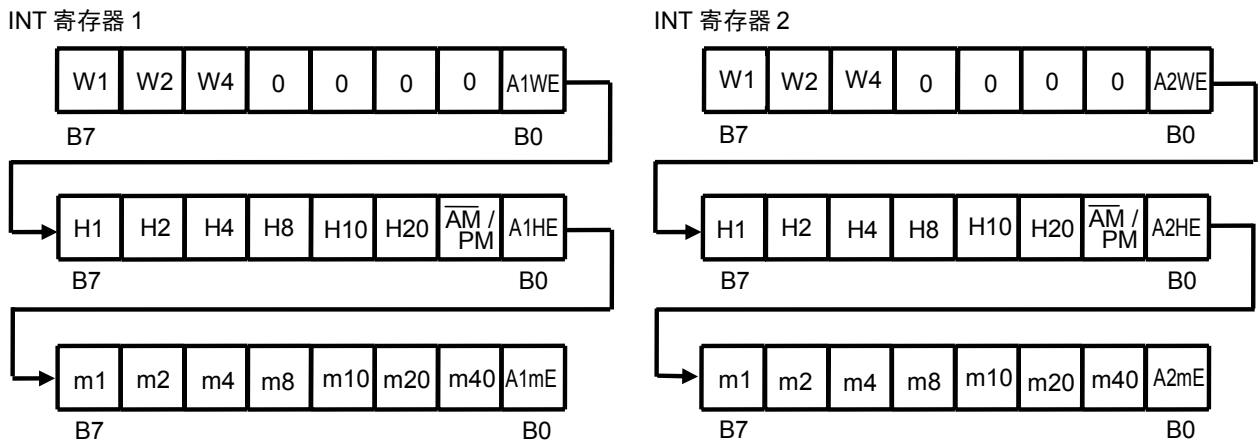 INT 寄存器 1
W1 W2 W4 0 0 0 0 A1WE
B7 B0
H1 H2 H4 H8 H10 H20 AM / PM A1HE
B7 B0
m1 m2 m4 m8 m10 m20 m40 A1mE
B7 B0
INT 寄存器 2
W1 W2 W4 0 0 0 0 A2WE
B7 B0
H1 H2 H4 H8 H10 H20 AM / PM A2HE
B7 B0
m1 m2 m4 m8 m10 m20 m40 A2mE
B7 B0